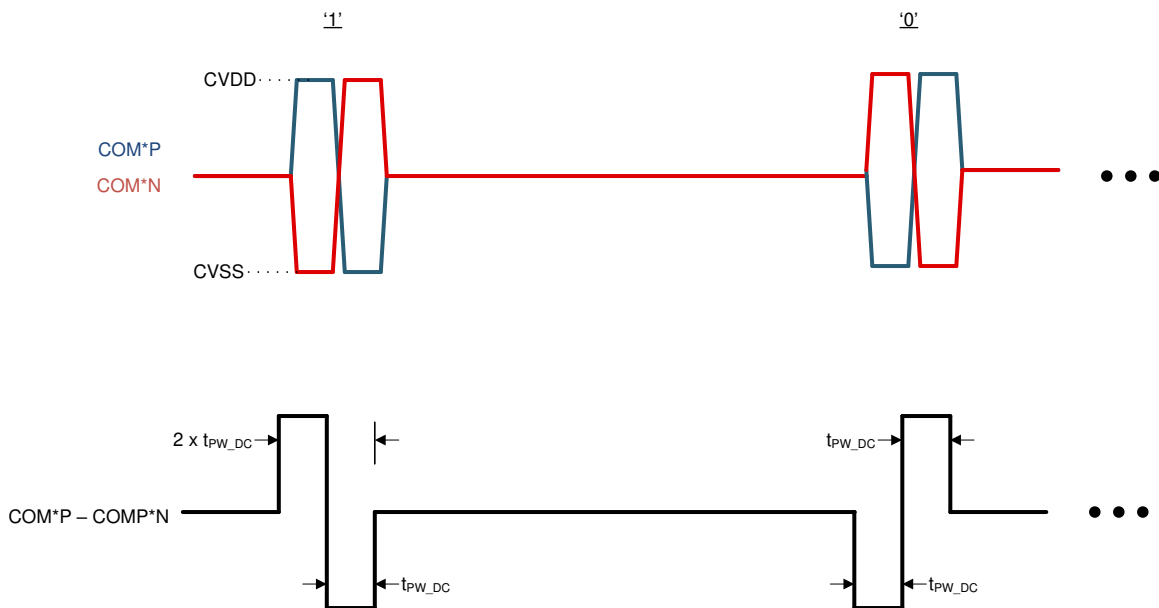 ‘1’ ‘0’
CVDD
COM*P
COM*N
CVSS
2 x tPW_DC tPW_DC
COM*P – COMP*N
tPW_DC tPW_DC